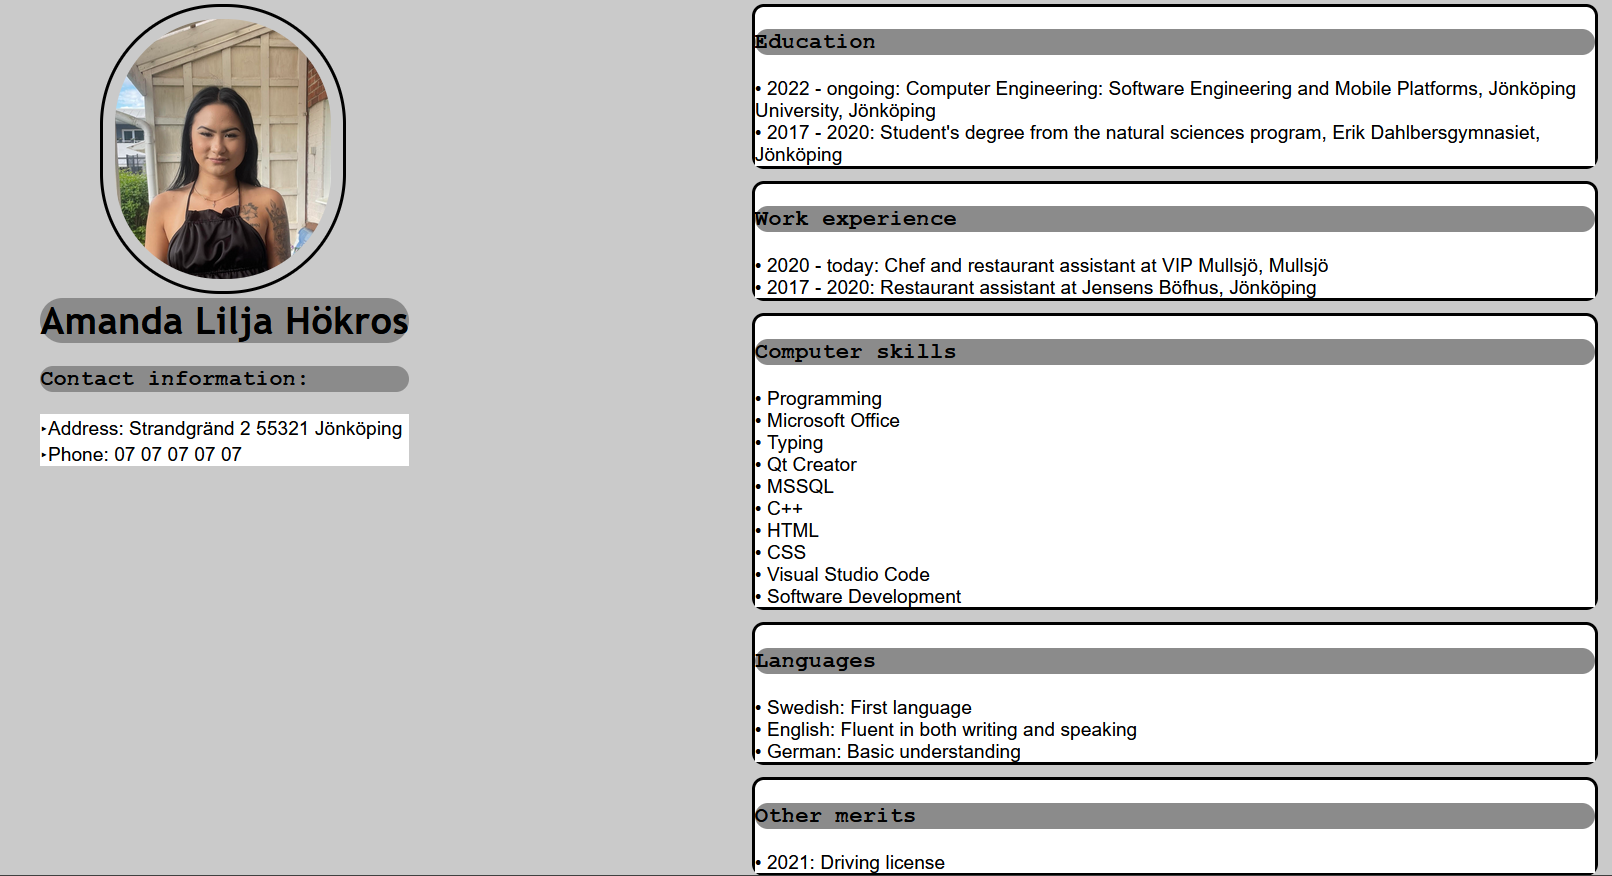 Amanda Lilja Hökros
Contact information:
‣Address: Strandgränd 2 55321 Jönköping
‣Phone: 07 07 07 07 07
Education
• 2022 - ongoing: Computer Engineering: Software Engineering and Mobile Platforms, Jönköping
University, Jönköping
• 2017 - 2020: Student's degree from the natural sciences program, Erik Dahlbersgymnasiet,
Jönköping
Work experience
• 2020 - today: Chef and restaurant assistant at VIP Mullsjö, Mullsjö
• 2017 - 2020: Restaurant assistant at Jensens Böfhus, Jönköping
Computer skills
• Programming
• Microsoft Office
• Typing
• Qt Creator
• MSSQL
• C++
• HTML
• CSS
• Visual Studio Code
• Software Development
Languages
• Swedish: First language
• English: Fluent in both writing and speaking
• German: Basic understanding
Other merits
• 2021: Driving license